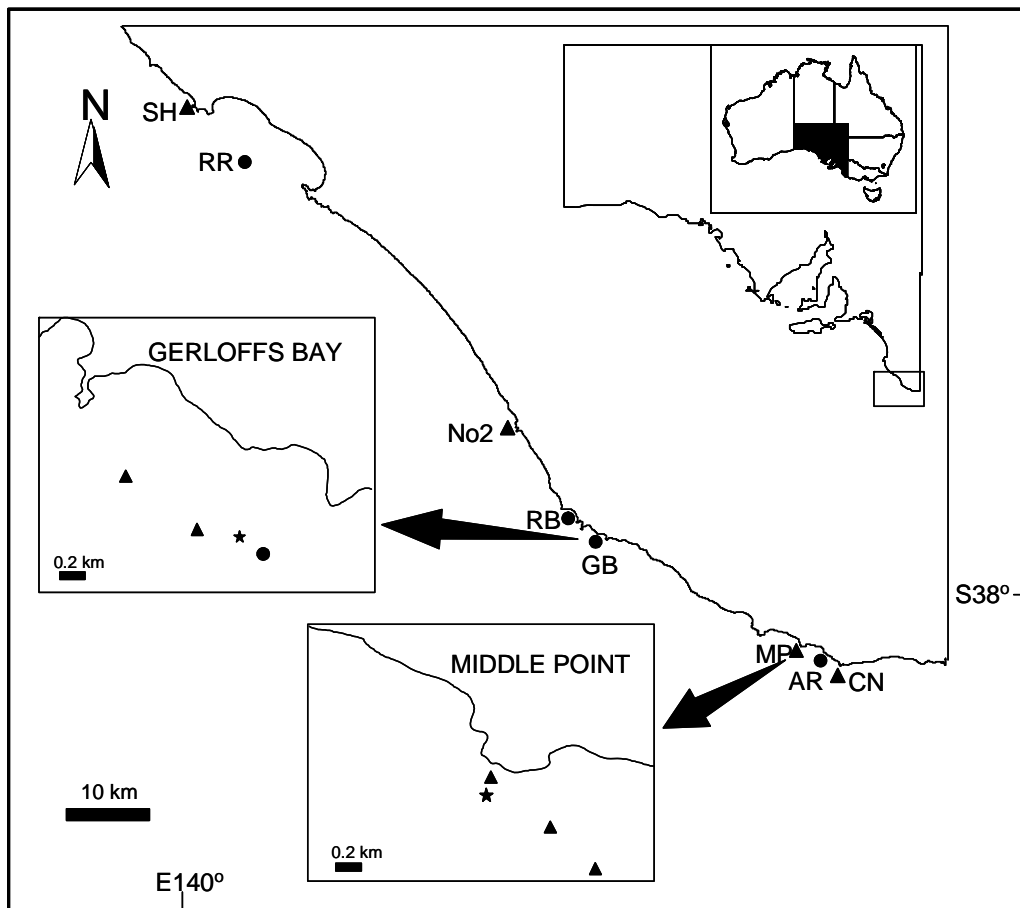 N
SH
RR
GERLOFFS BAY
0.2 km
No2
RB
GB
S38º
MIDDLE POINT
MP
AR
CN
0.2 km
10 km
E140º